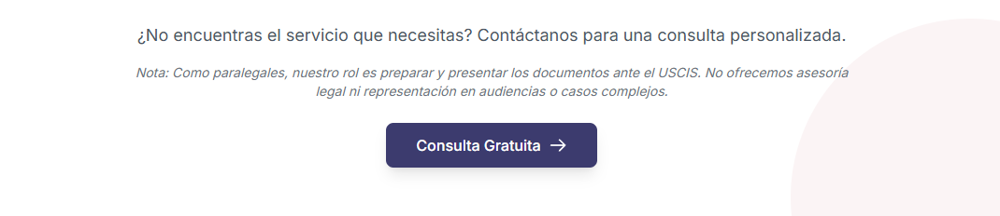 ¿No encuentras el servicio que necesitas? Contáctanos para una consulta personalizada.
Nota: Como paralegales, nuestro rol es preparar y presentar los documentos ante el USCIS. No ofrecemos asesoría
legal ni representación en audiencias o casos complejos.
Consulta Gratuita →